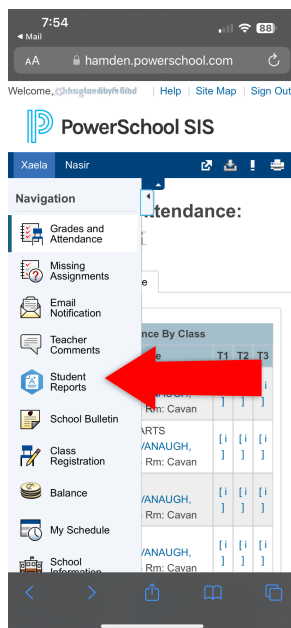 7:54
88
Mail
AA hamden.powerschool.com
Welcome, | Help | Site Map | Sign Out
PowerSchool SIS
Xaela Nasir
Navigation
ttendance:
Grades and
Attendance
Missing
Assignments
e
Email
Notification
Teacher
Comments
nce By Class
e T1 T2 T3
Student
Reports
VANAUGH,
- Rm: Cavan
[ i ]
School Bulletin
ARTS
VANAUGH,
Rm: Cavan
[ i ] [ i ] [ i ]
Class
Registration
Balance
VANAUGH,
Rm: Cavan
[ i ] [ i ] [ i ]
My Schedule
School
Information
VANAUGH,
- Rm: Cavan
[ i ] [ i ] [ i ]